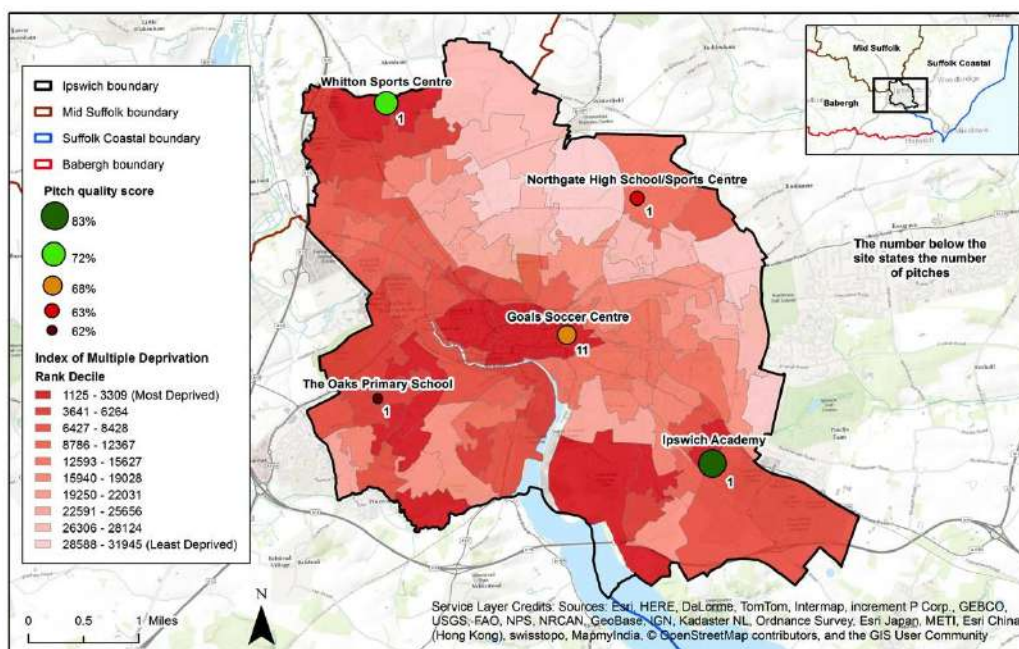 Ipswich boundary
Mid Suffolk boundary
Suffolk Coastal boundary
Babergh boundary
Pitch quality score
83%
72%
68%
63%
62%
Index of Multiple Deprivation
Rank Decile
1125 - 3309 (Most Deprived)
3641 - 6264
6427 - 8428
8786 - 12367
12593 - 15627
15940 - 19028
19250 - 22031
22591 - 25656
26306 - 28124
28588 - 31945 (Least Deprived)
Mid Suffolk
Suffolk Coastal
Babergh
Whitton Sports Centre
1
Northgate High School/Sports Centre
1
The number below the
site states the number
of pitches
Goals Soccer Centre
11
The Oaks Primary School
1
Ipswich Academy
1
N
0 0.5 1 Miles
Service Layer Credits: Sources: Esri, HERE, DeLorme, TomTom, Intermap, increment P Corp., GEBCO,
USGS, FAO, NPS, NRCAN, GeoBase, IGN, Kadaster NL, Ordnance Survey, Esri Japan, METI, Esri China
(Hong Kong), swisstopo, MapmyIndia, © OpenStreetMap contributors, and the GIS User Community